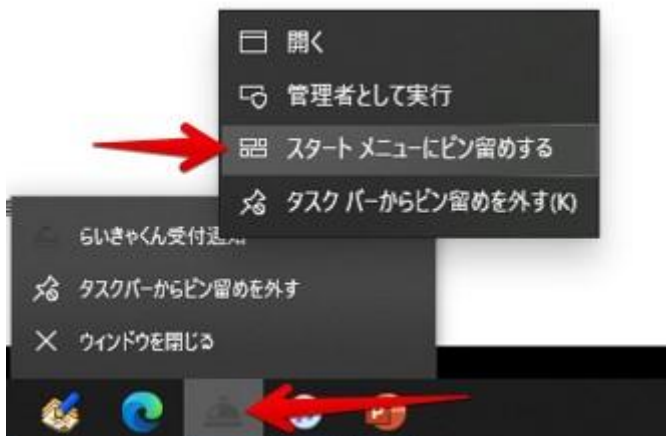 開く
管理者として実行
スタート メニューにピン留めする
タスク バーからピン留めを外す(K)
らいきゃくん受付通知
タスクバーからピン留めを外す
ウィンドウを閉じる